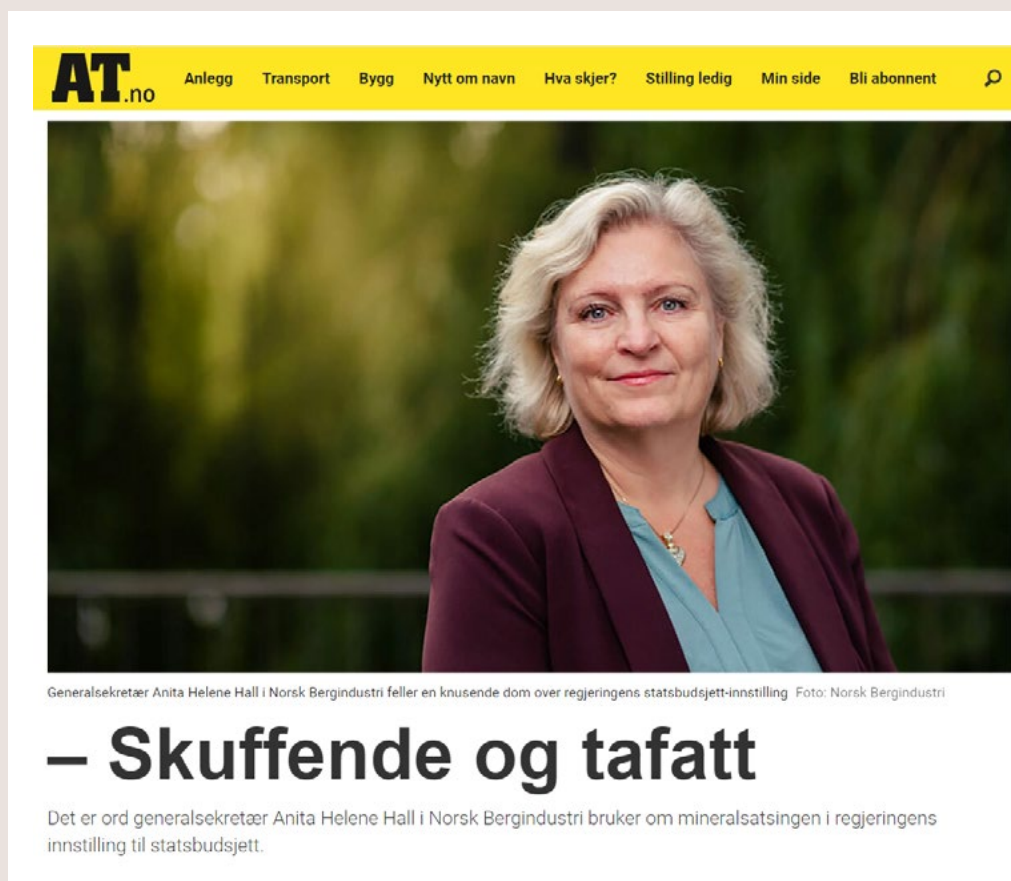 AT.no Anlegg Transport Bygg Nytt om navn Hva skjer? Stilling ledig Min side Bli abonnent
Generalsekretær Anita Helene Hall i Norsk Bergindustri feller en knusende dom over regjeringens statsbudsjett-innstilling Foto: Norsk Bergindustri
– Skuffende og tafatt
Det er ord generalsekretær Anita Helene Hall i Norsk Bergindustri bruker om mineralsatsingen i regjeringens
innstilling til statsbudsjett.